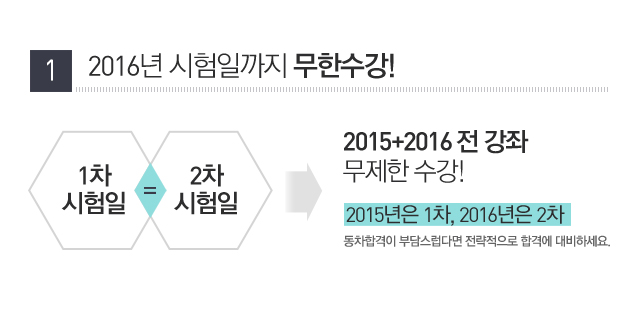 1
2016년 시험일까지 무한수강!
1차
시험일
=
2차
시험일
2015+2016 전 강좌
무제한 수강!
2015년은 1차, 2016년은 2차
동차합격이 부담스럽다면 전략적으로 합격에 대비하세요.